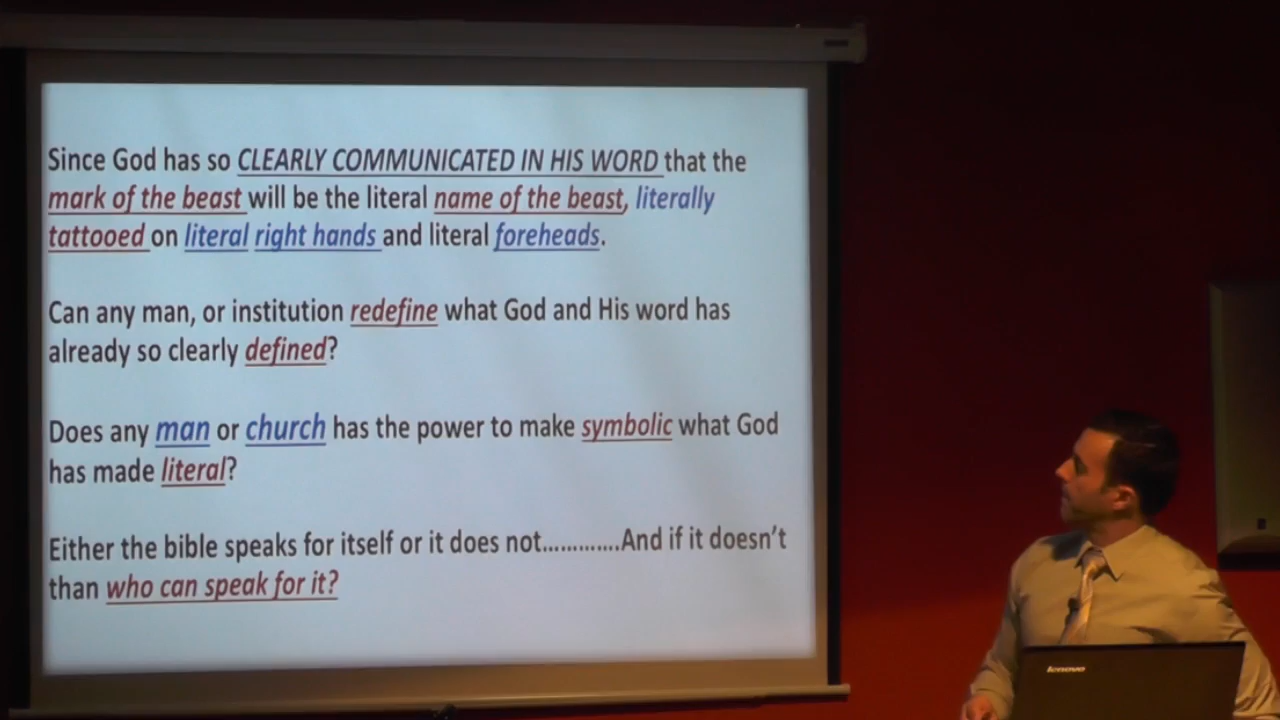 Since God has so CLEARLY COMMUNICATED IN HIS WORD that the
mark of the beast will be the literal name of the beast, literally
tattooed on literal right hands and literal foreheads.
Can any man, or institution redefine what God and His word has
already so clearly defined?
Does any man or church has the power to make symbolic what God
has made literal?
Either the bible speaks for itself or it does not.............And if it doesn't
than who can speak for it?
lenovo